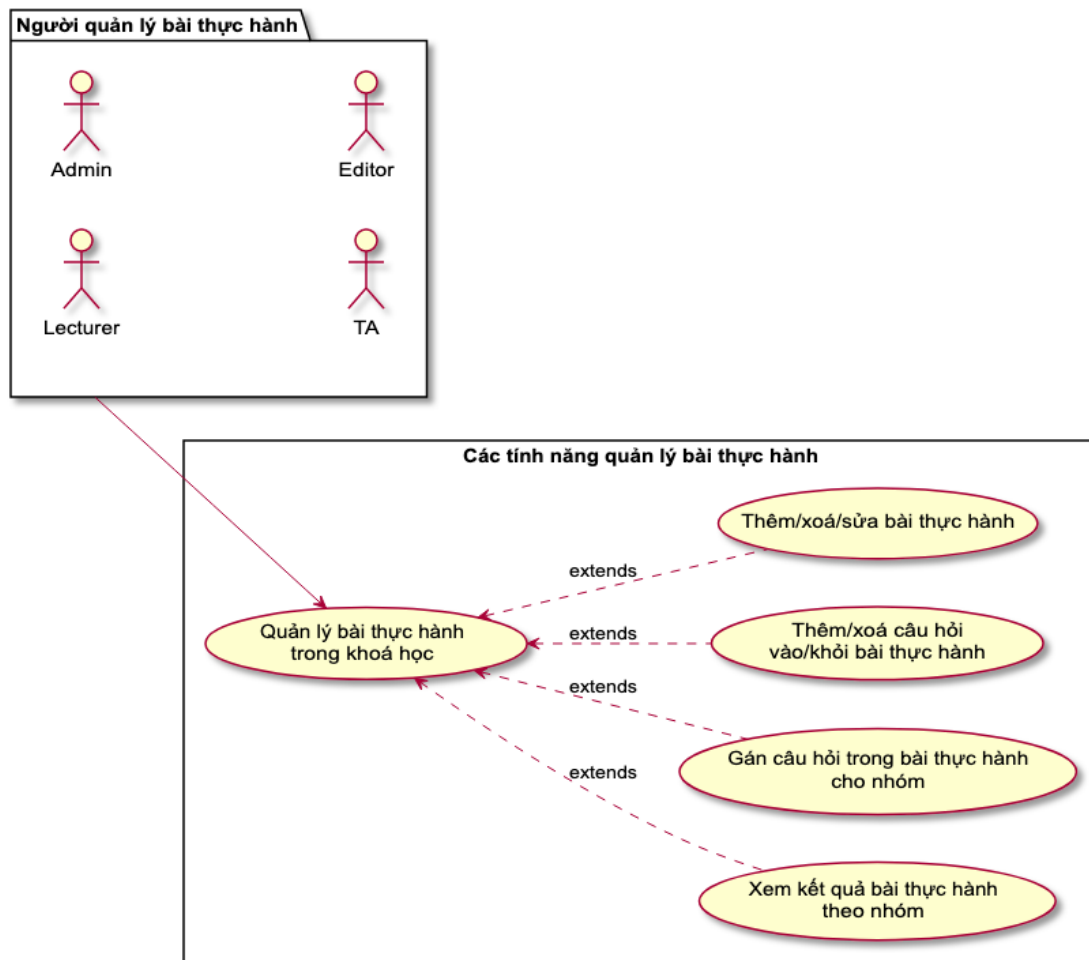 Người quản lý bài thực hành
Admin
Editor
Lecturer
TA
Các tính năng quản lý bài thực hành
Thêm/xoá/sửa bài thực hành
extends
Quản lý bài thực hành
trong khoá học
extends
Thêm/xoá câu hỏi
vào/khỏi bài thực hành
extends
Gán câu hỏi trong bài thực hành
cho nhóm
extends
Xem kết quả bài thực hành
theo nhóm